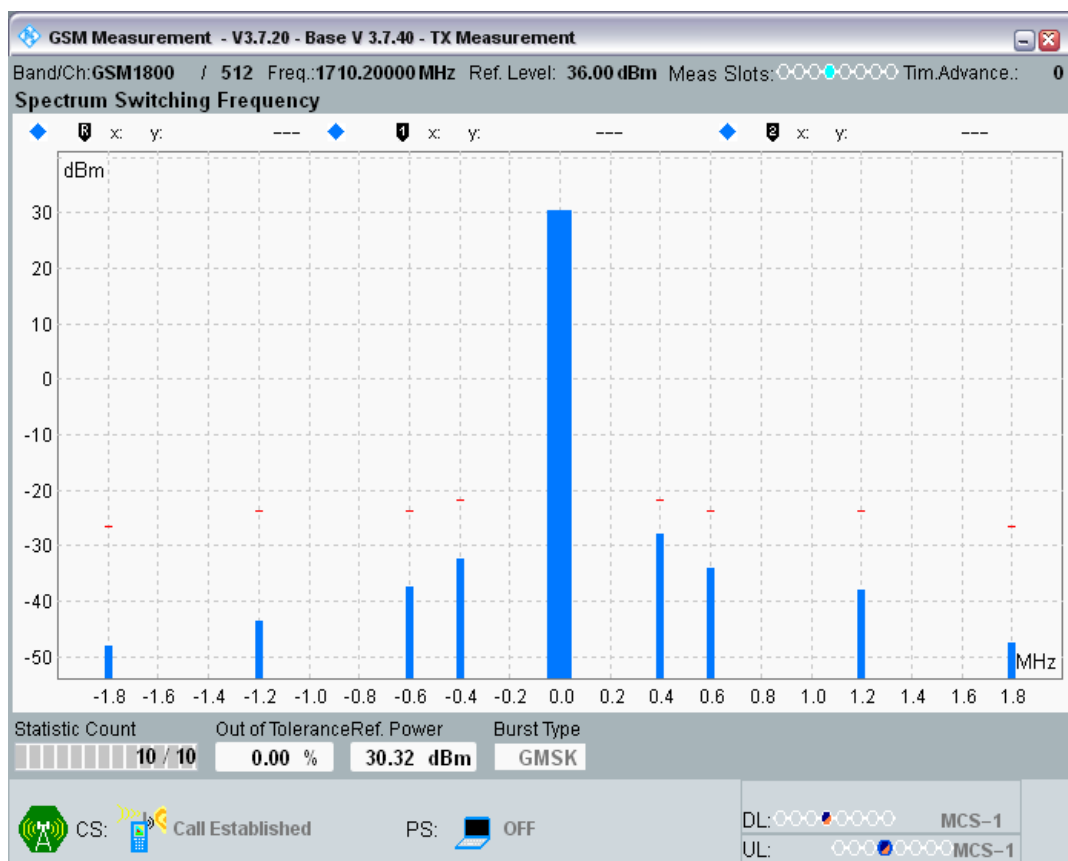 GSM Measurement - V3.7.20 - Base V 3.7.40 - TX Measurement
Band/Ch:GSM1800 / 512 Freq.:1710.20000MHz Ref. Level: 36.00 dBm Meas Slots: Tim.Advance.: 0
Spectrum Switching Frequency
R x: y: --- 1 x: y: --- 2 x: y: ---
dBm
30
20
10
0
-10
-20
-30
-40
-50
MHz
-1.8 -1.6 -1.4 -1.2 -1.0 -0.8 -0.6 -0.4 -0.2 0.0 0.2 0.4 0.6 0.8 1.0 1.2 1.4 1.6 1.8
Statistic Count Out of Tolerance Ref. Power Burst Type
10 / 10 0.00 % 30.32 dBm GMSK
CS: Call Established PS: OFF
DL: MCS-1
UL: MCS-1